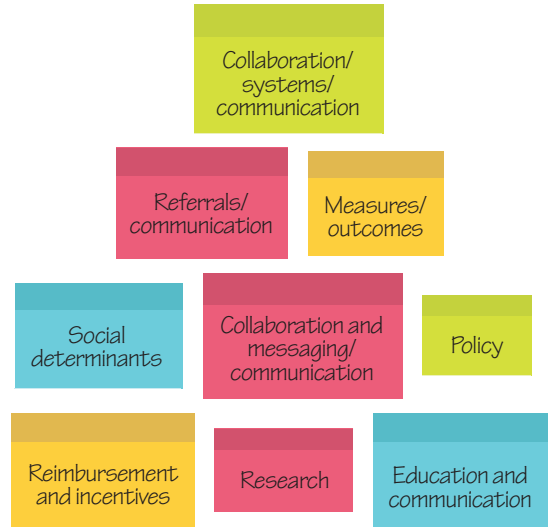 Collaboration/
systems/
communication
Referrals/
communication
Measures/
outcomes
Social
determinants
Collaboration and
messaging/
communication
Policy
Reimbursement
and incentives
Research
Education and
communication